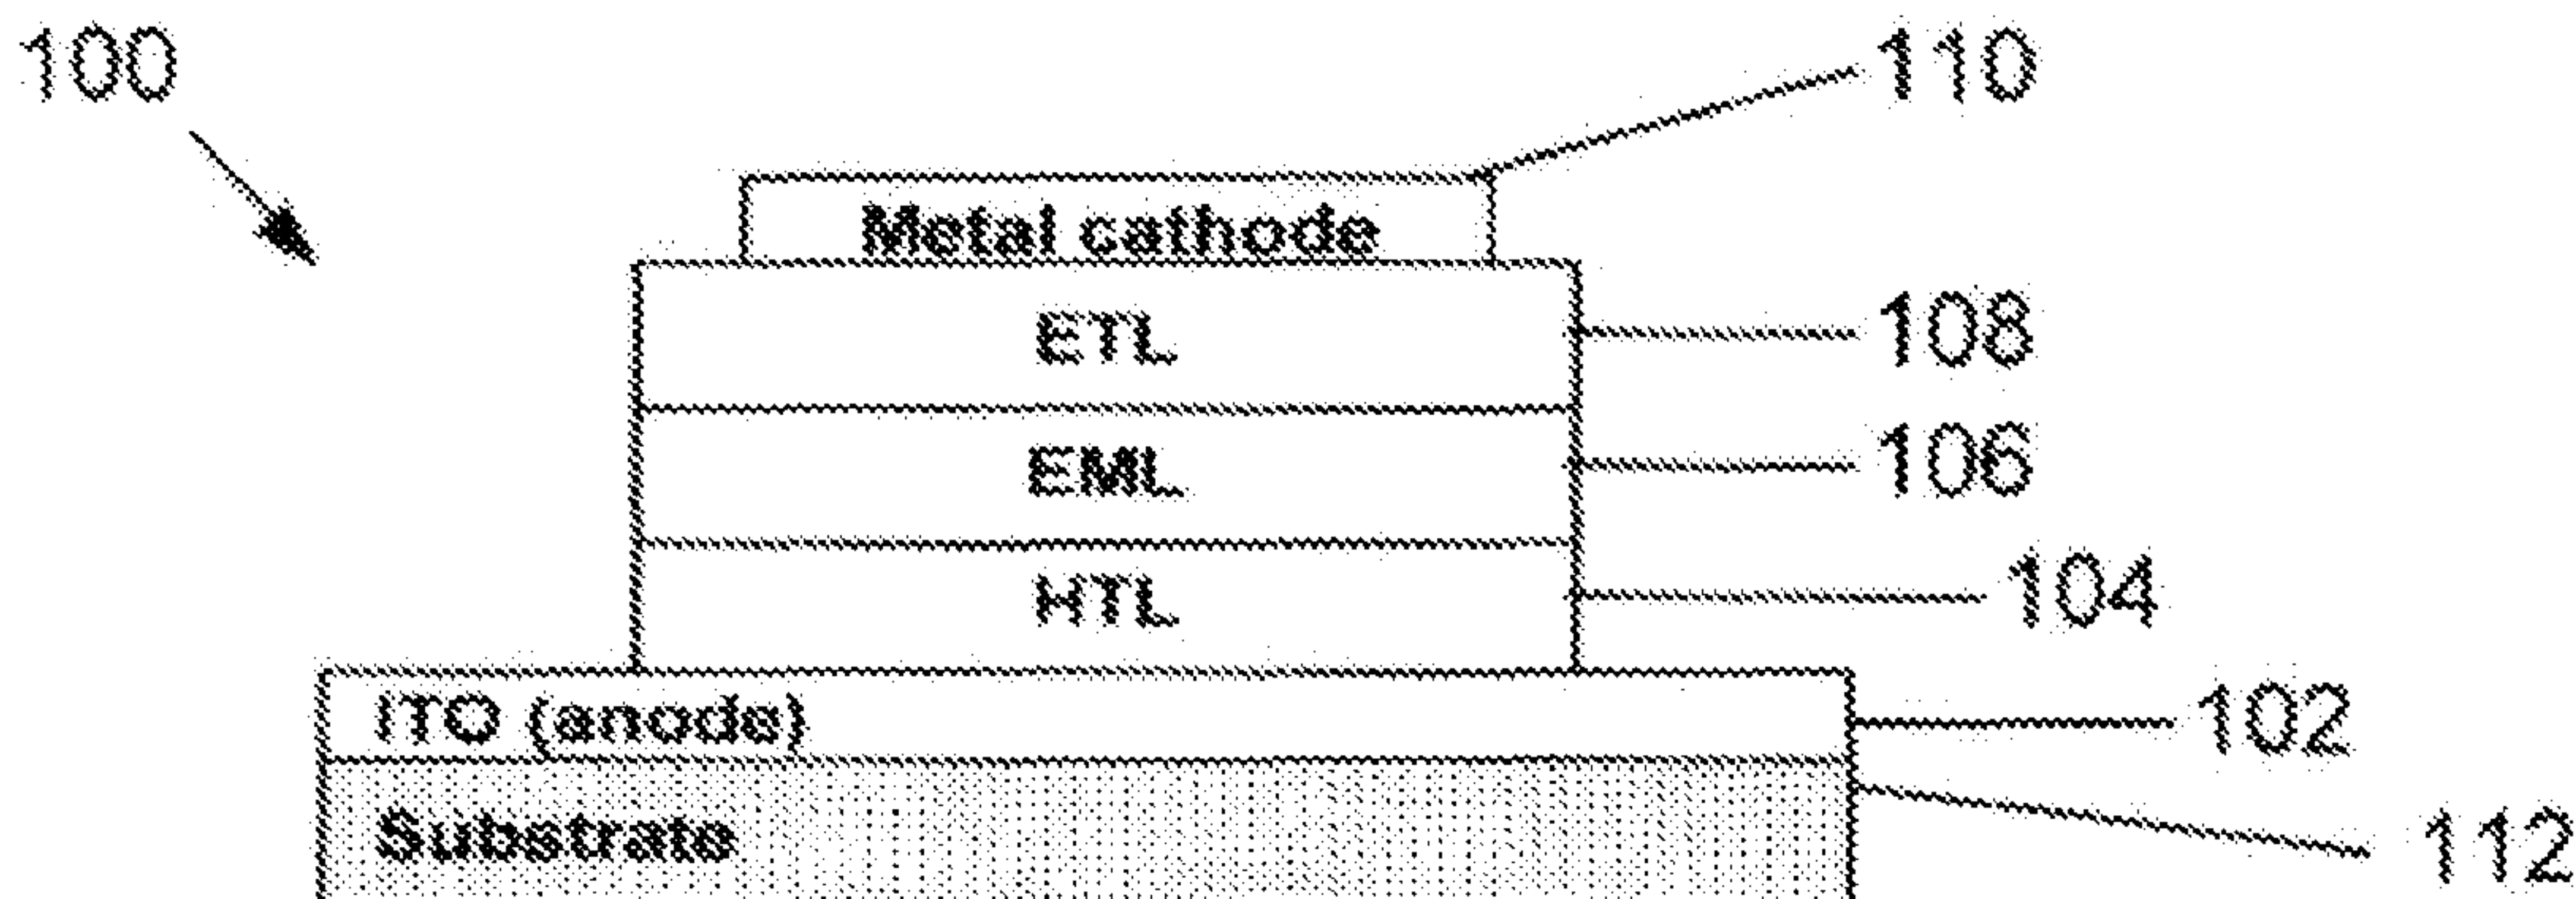 100
110
Metal cathode
ETL
108
EML
106
HTL
104
ITO (anode)
102
Substrate
112